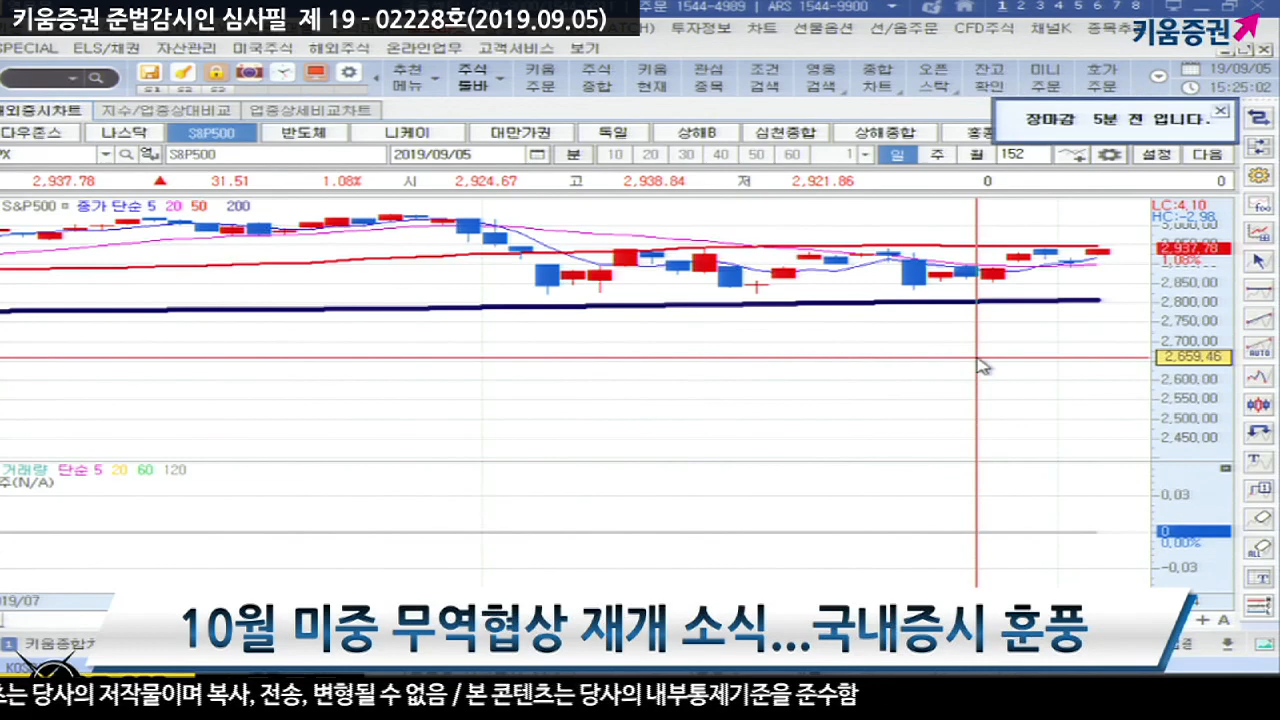 키움증권 준법감시인 심사필 제 19 - 02228호(2019.09.05)
1544-4989 | ARS 1544-9900
1 2 3 4 5 6 7 8
키움증권
투자정보 차트 선물옵션 선/옵주문 CFD주식 채널K 종목추
SPECIAL ELS/채권 자산관리 미국주식 해외주식 온라인업무 고객서비스 보기
추천 메뉴 주식 툴바 키움 주문 주식 종합 키움 현재 관심 종목 조건 검색 영웅 검색 종합 차트 오픈 스탁 잔고 확인 미니 주문 호가 주문
19/09/05
15:25:02
해외증시차트 지수/업종상대비교 업종상세비교차트
장마감 5분 전 입니다.
다우존스 나스닥 S&P500 반도체 니케이 대만가권 독일 상해B 심천종합 상해종합
S&P500 2019/09/05 분 10 20 30 40 50 60 1 일 주 월 152 설정 다음
2,937.78 ▲ 31.51 1.08% 시 2,924.67 고 2,938.84 저 2,921.86 0 0
S&P500 종가 단순 5 20 50 200
LC:4.10
HC:-2.98
3,000.00
2,937.78
1.08%
2,850.00
2,800.00
2,750.00
2,700.00
2,659.46
2,600.00
2,550.00
2,500.00
2,450.00
거래량 단순 5 20 60 120
주(N/A)
0.03
0
0.00%
-0.03
AUTO
ALL
019/07
10월 미중 무역협상 재개 소식...국내증시 훈풍
1 키움종합차
츠는 당사의 저작물이며 복사, 전송, 변형될 수 없음 / 본 콘텐츠는 당사의 내부통제기준을 준수함